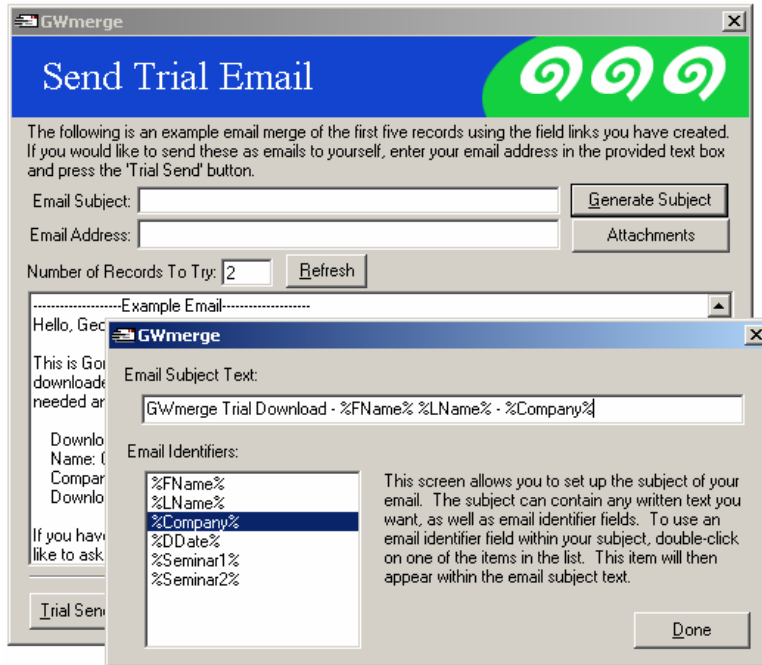 GWmerge
Send Trial Email
The following is an example email merge of the first five records using the field links you have created.
If you would like to send these as emails to yourself, enter your email address in the provided text box
and press the 'Trial Send' button.
Email Subject:
Generate Subject
Email Address:
Attachments
Number of Records To Try: 2 Refresh
-------------------Example Email-------------------
Hello,
This is
needed
Name:
If you
like to ask
Trial
GWmerge
Email Subject Text:
GWmerge Trial Download - %FName% %LName% - %Company%
Email Identifiers:
%FName%
%LName%
%Company%
%DDate%
%Seminar1%
%Seminar2%
This screen allows you to set up the subject of your
email. The subject can contain any written text you
want, as well as email identifier fields. To use an
email identifier field within your subject, double-click
on one of the items in the list. This item will then
appear within the email subject text.
Done